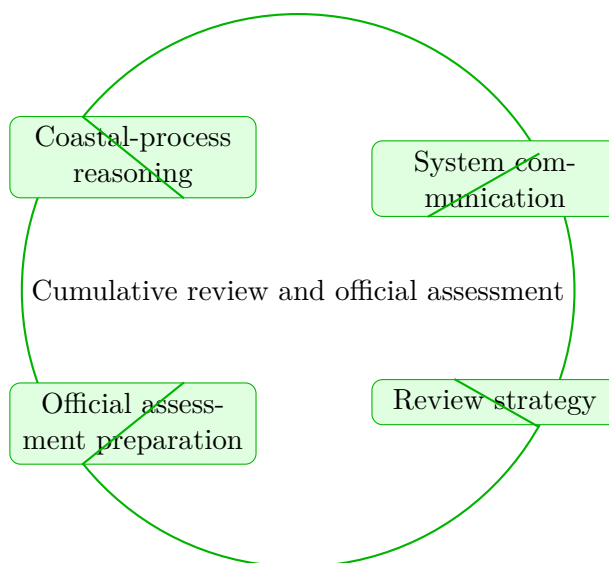 Coastal-process
reasoning
System com-
munication
Cumulative review and official assessment
Official assess-
ment preparation
Review strategy